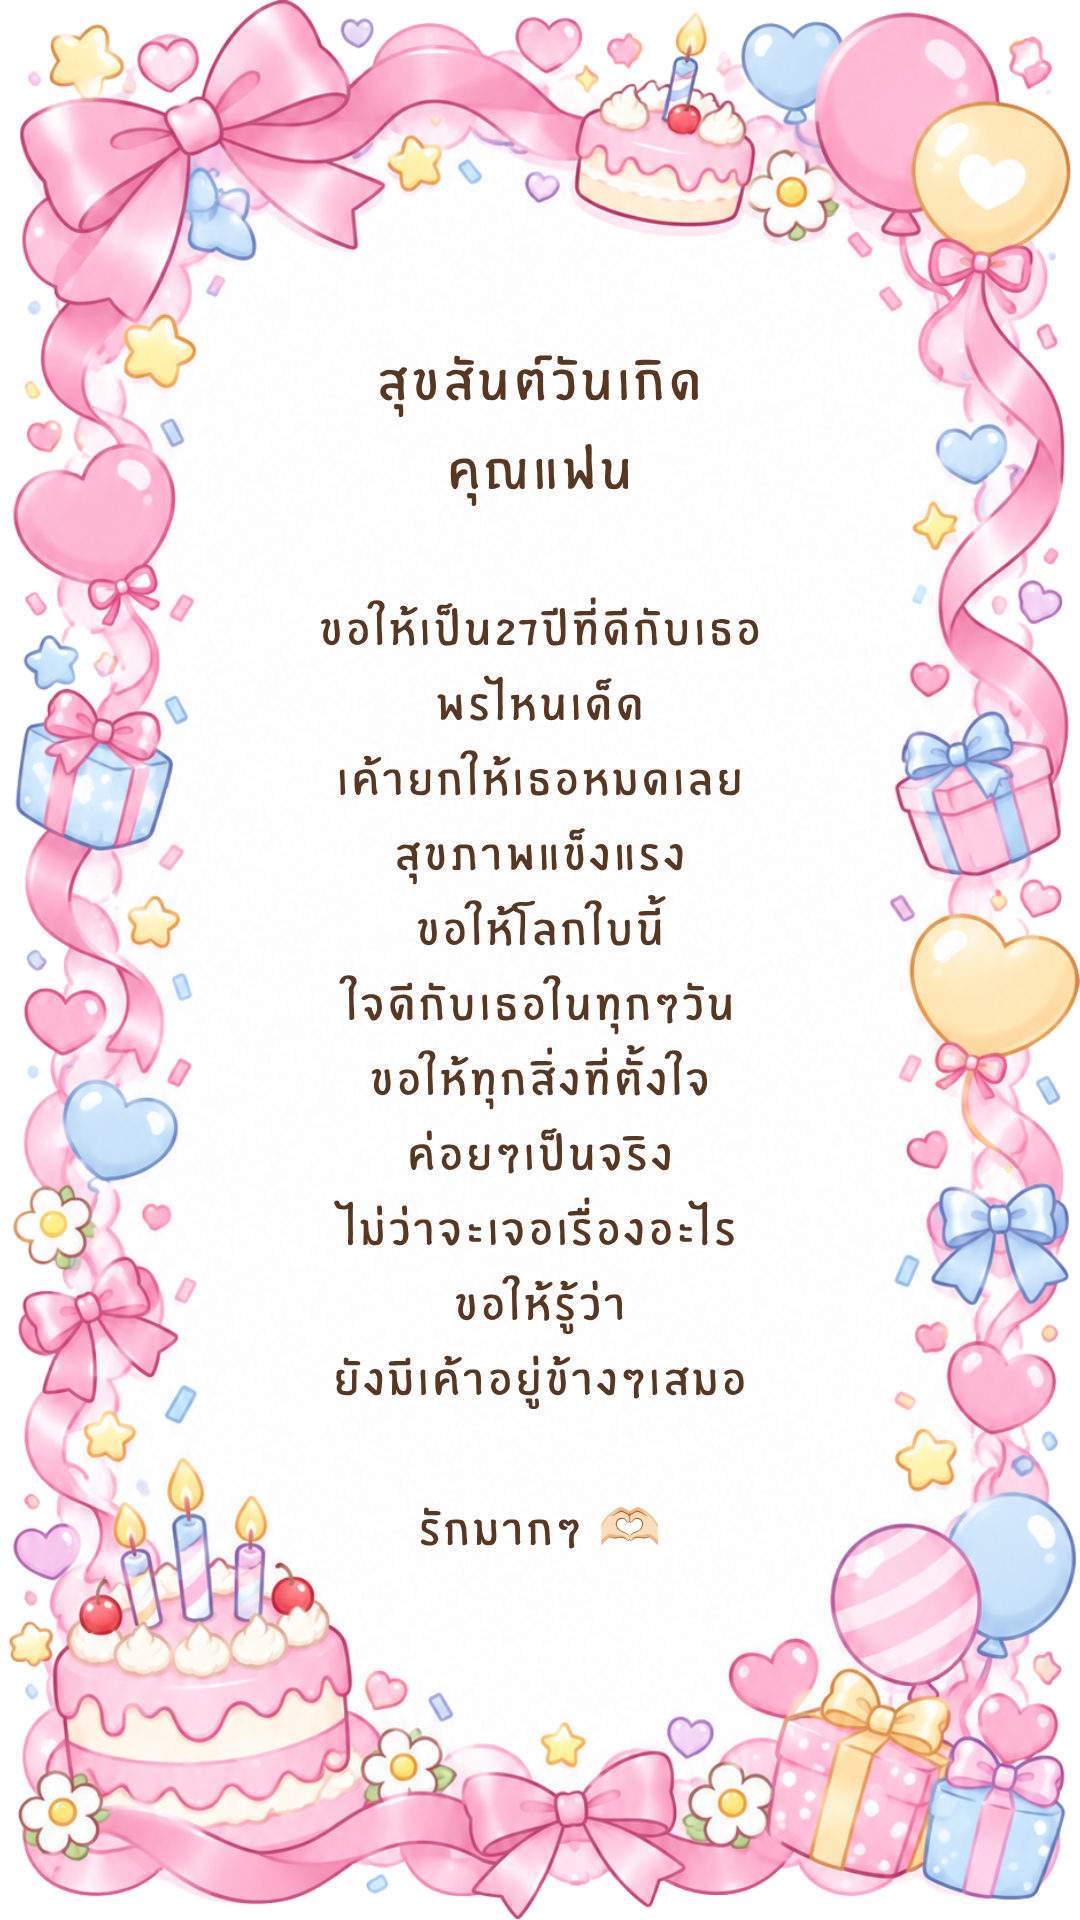 สุขสันต์วันเกิด
คุณแฟน
ขอให้เป็น27ปีที่ดีกับเธอ
พรไหนเด็ด
เค้ายกให้เธอหมดเลย
สุขภาพแข็งแรง
ขอให้โลกใบนี้
ใจดีกับเธอในทุกๆวัน
ขอให้ทุกสิ่งที่ตั้งใจ
ค่อยๆเป็นจริง
ไม่ว่าจะเจอเรื่องอะไร
ขอให้รู้ว่า
ยังมีเค้าอยู่ข้างๆเสมอ
รักมากๆ 🫶🏻